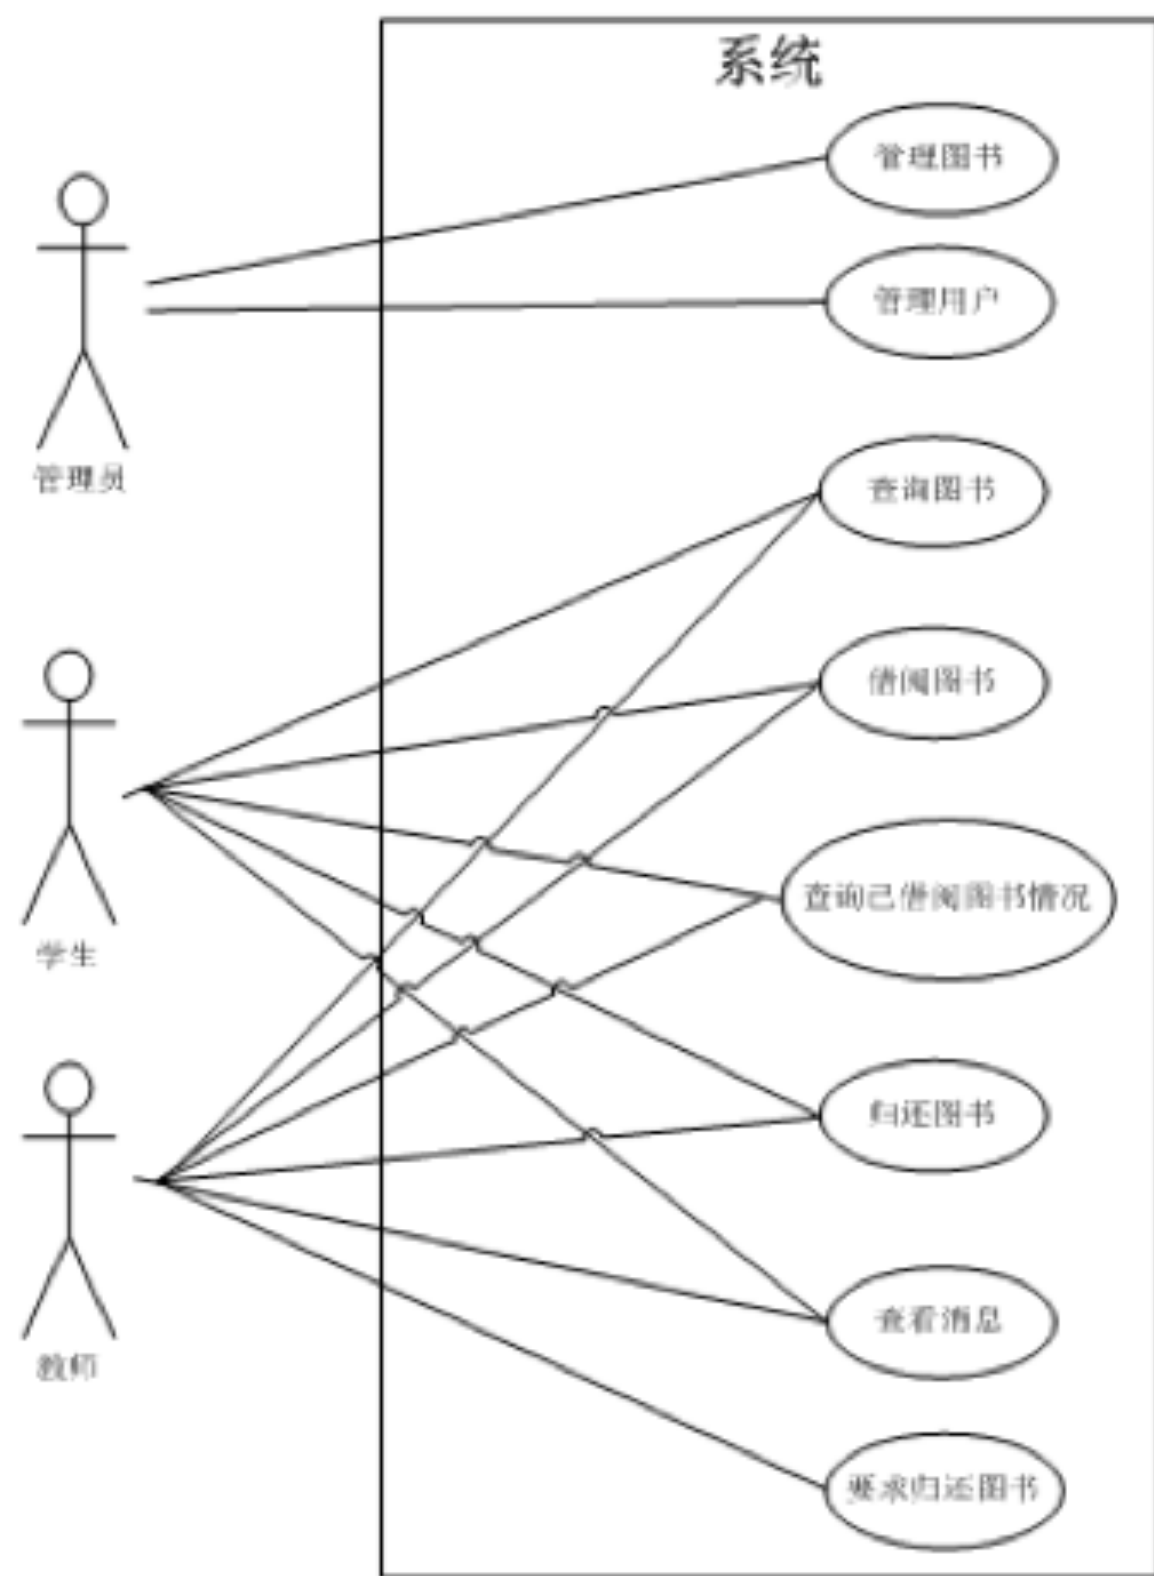 系统
管理图书
管理用户
管理员
查询图书
借阅图书
查询己借阅图书情况
学生
归还图书
查看消息
教师
要求归还图书